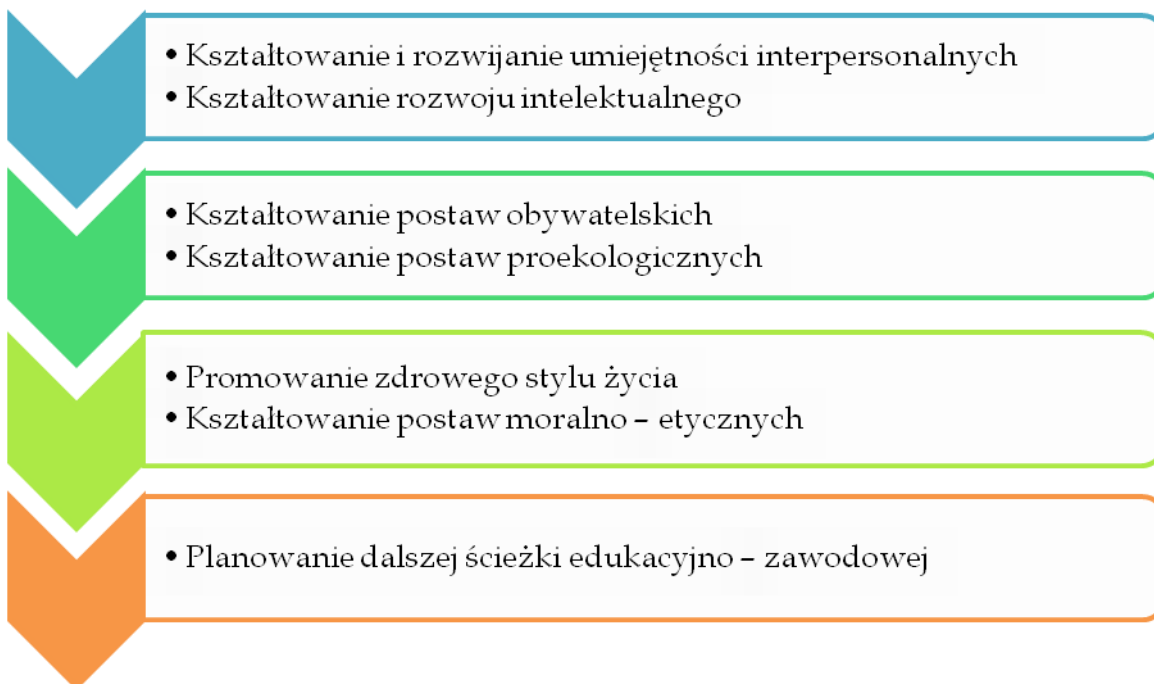 • Kształtowanie i rozwijanie umiejętności interpersonalnych
• Kształtowanie rozwoju intelektualnego
• Kształtowanie postaw obywatelskich
• Kształtowanie postaw proekologicznych
• Promowanie zdrowego stylu życia
• Kształtowanie postaw moralno – etycznych
• Planowanie dalszej ścieżki edukacyjno – zawodowej